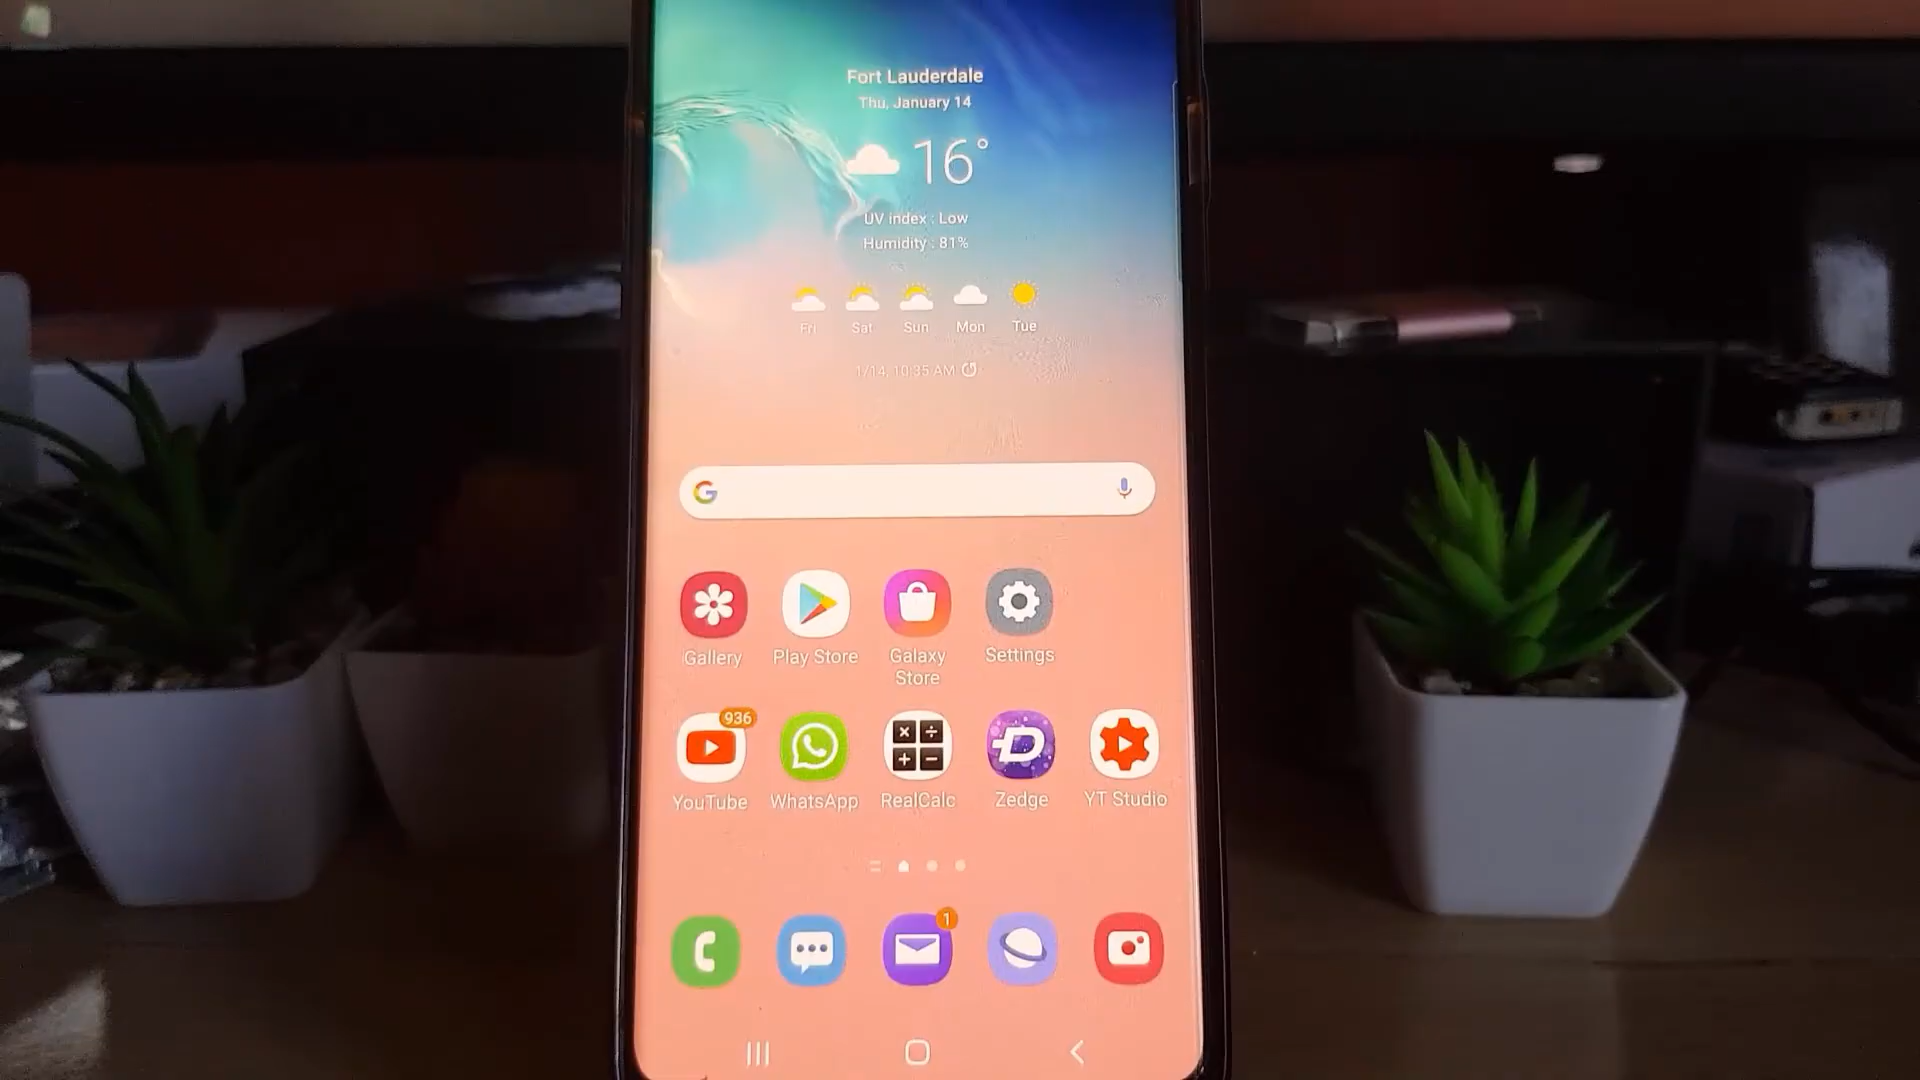 Fort Lauderdale
Thu, January 14
16°
UV index : Low
Humidity : 81%
Fri Sat Sun Mon Tue
1/14, 10:35 AM
Gallery Play Store Galaxy Store Settings
936
YouTube WhatsApp RealCalc Zedge YT Studio
1